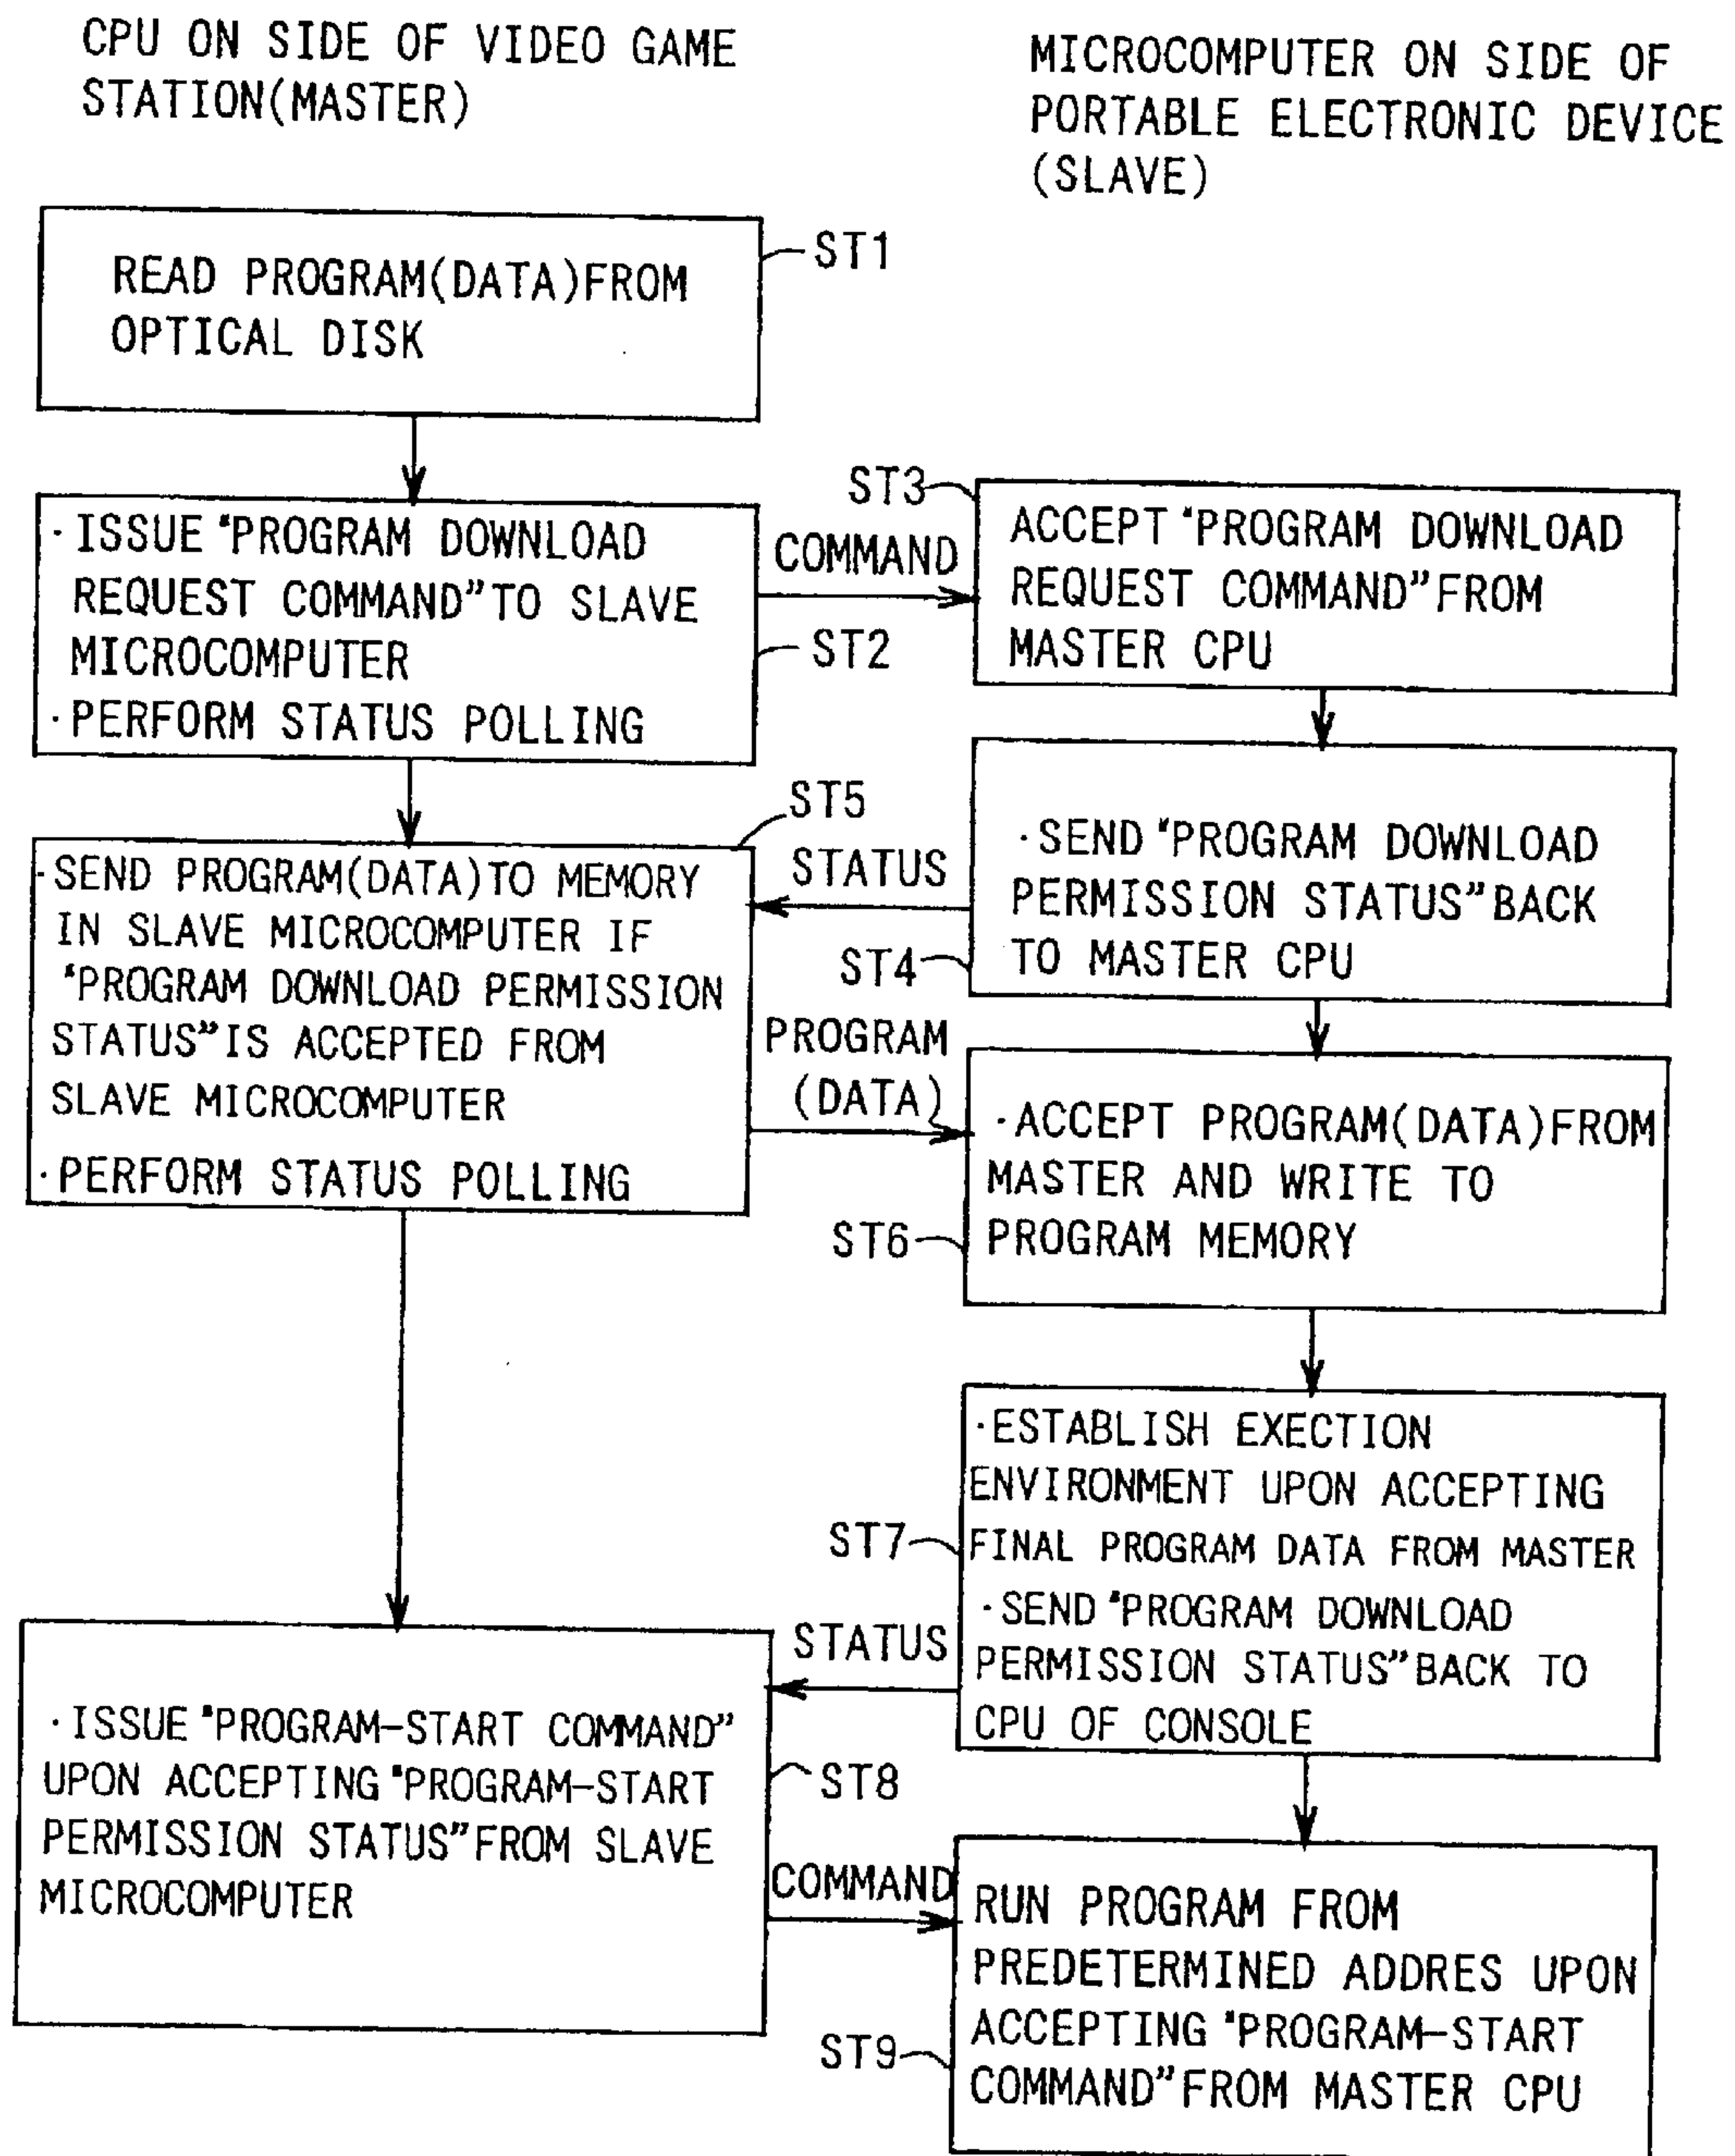 CPU ON SIDE OF VIDEO GAME
STATION(MASTER)
MICROCOMPUTER ON SIDE OF
PORTABLE ELECTRONIC DEVICE
(SLAVE)
READ PROGRAM(DATA)FROM
OPTICAL DISK
ST1
·ISSUE "PROGRAM DOWNLOAD
REQUEST COMMAND"TO SLAVE
MICROCOMPUTER
·PERFORM STATUS POLLING
ST2
COMMAND
ST3
ACCEPT "PROGRAM DOWNLOAD
REQUEST COMMAND"FROM
MASTER CPU
·SEND "PROGRAM DOWNLOAD
PERMISSION STATUS"BACK
TO MASTER CPU
ST4
STATUS
ST5
·SEND PROGRAM(DATA)TO MEMORY
IN SLAVE MICROCOMPUTER IF
"PROGRAM DOWNLOAD PERMISSION
STATUS"IS ACCEPTED FROM
SLAVE MICROCOMPUTER
·PERFORM STATUS POLLING
PROGRAM
(DATA)
·ACCEPT PROGRAM(DATA)FROM
MASTER AND WRITE TO
PROGRAM MEMORY
ST6
·ESTABLISH EXECTION
ENVIRONMENT UPON ACCEPTING
FINAL PROGRAM DATA FROM MASTER
·SEND "PROGRAM DOWNLOAD
PERMISSION STATUS"BACK TO
CPU OF CONSOLE
ST7
STATUS
·ISSUE "PROGRAM-START COMMAND"
UPON ACCEPTING "PROGRAM-START
PERMISSION STATUS"FROM SLAVE
MICROCOMPUTER
ST8
COMMAND
RUN PROGRAM FROM
PREDETERMINED ADDRES UPON
ACCEPTING "PROGRAM-START
COMMAND"FROM MASTER CPU
ST9